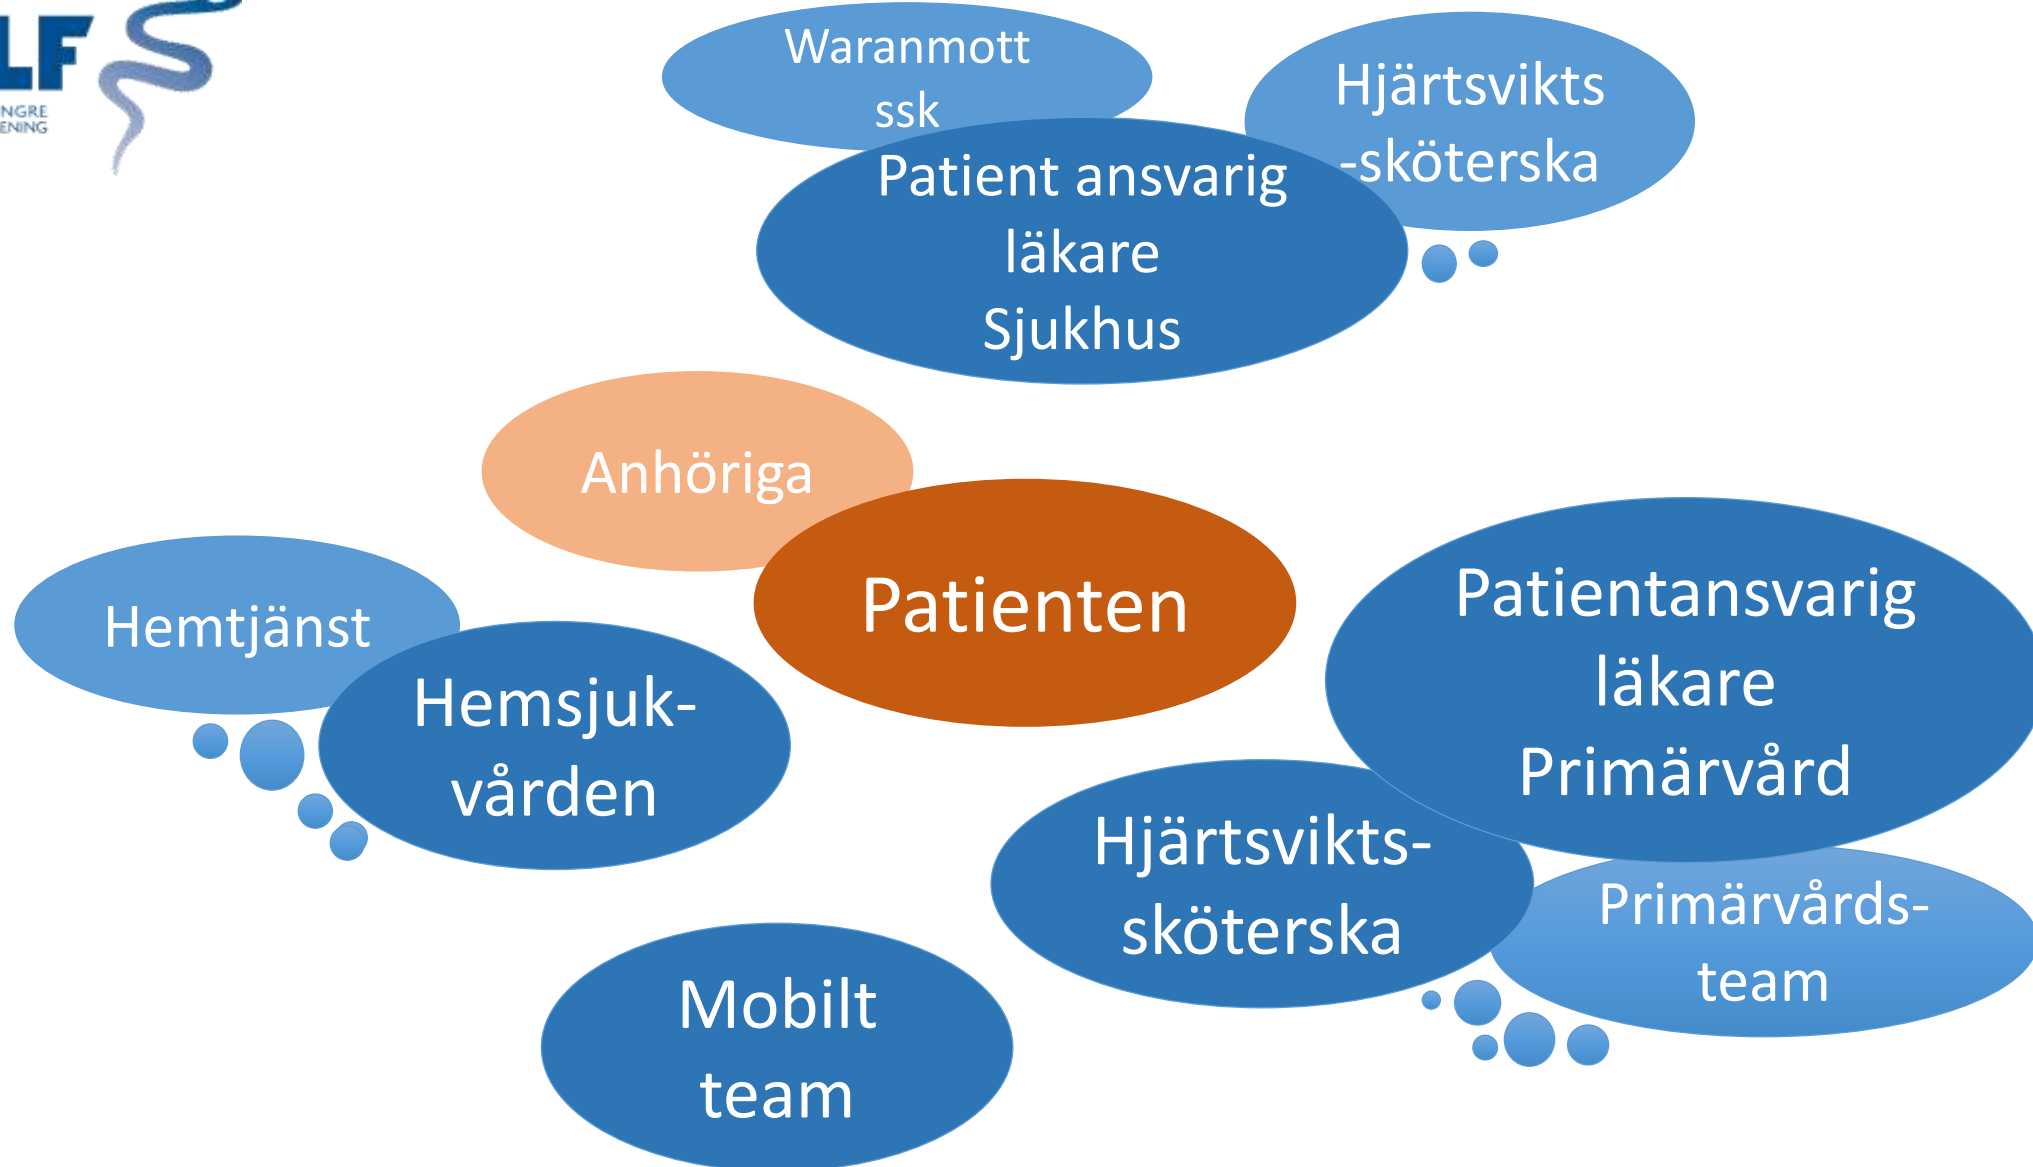 LF
NGRE
ENING
Waranmott
ssk
Hjärtsvikts
-sköterska
Patient ansvarig
läkare
Sjukhus
Anhöriga
Patienten
Hemtjänst
Hemsjuk-
vården
Patientansvarig
läkare
Primärvård
Hjärtsvikts-
sköterska
Primärvårds-
team
Mobilt
team